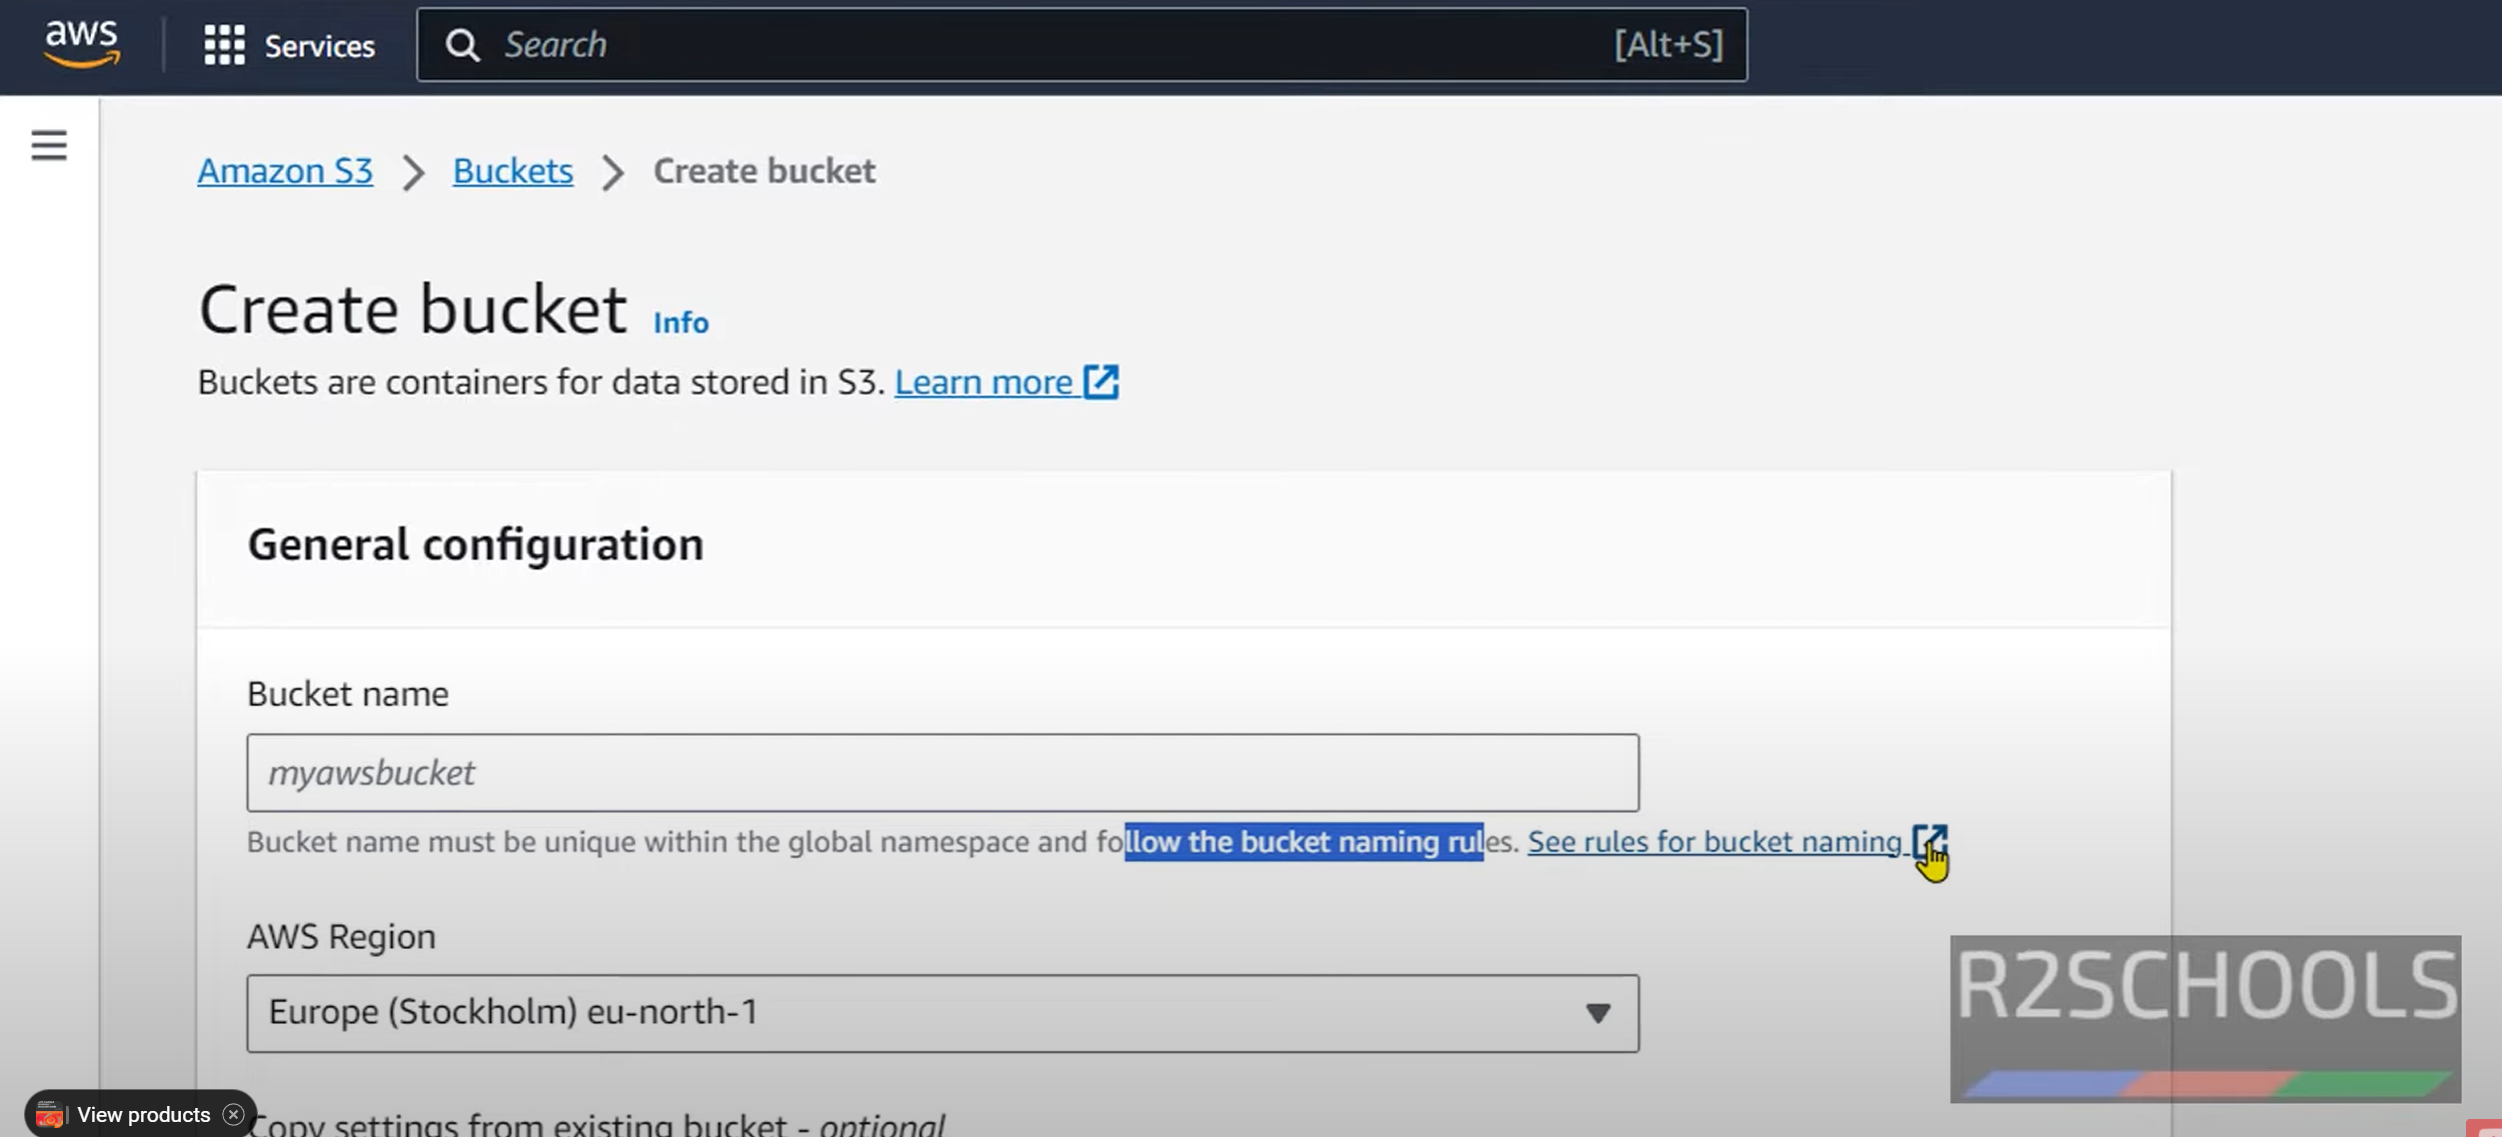 aws
Services
Search
[Alt+S]
Amazon S3 > Buckets > Create bucket
Create bucket Info
Buckets are containers for data stored in S3. Learn more
General configuration
Bucket name
myawsbucket
Bucket name must be unique within the global namespace and follow the bucket naming rules. See rules for bucket naming
AWS Region
Europe (Stockholm) eu-north-1
R2SCHOOLS
View products
Copy settings from existing bucket - optional